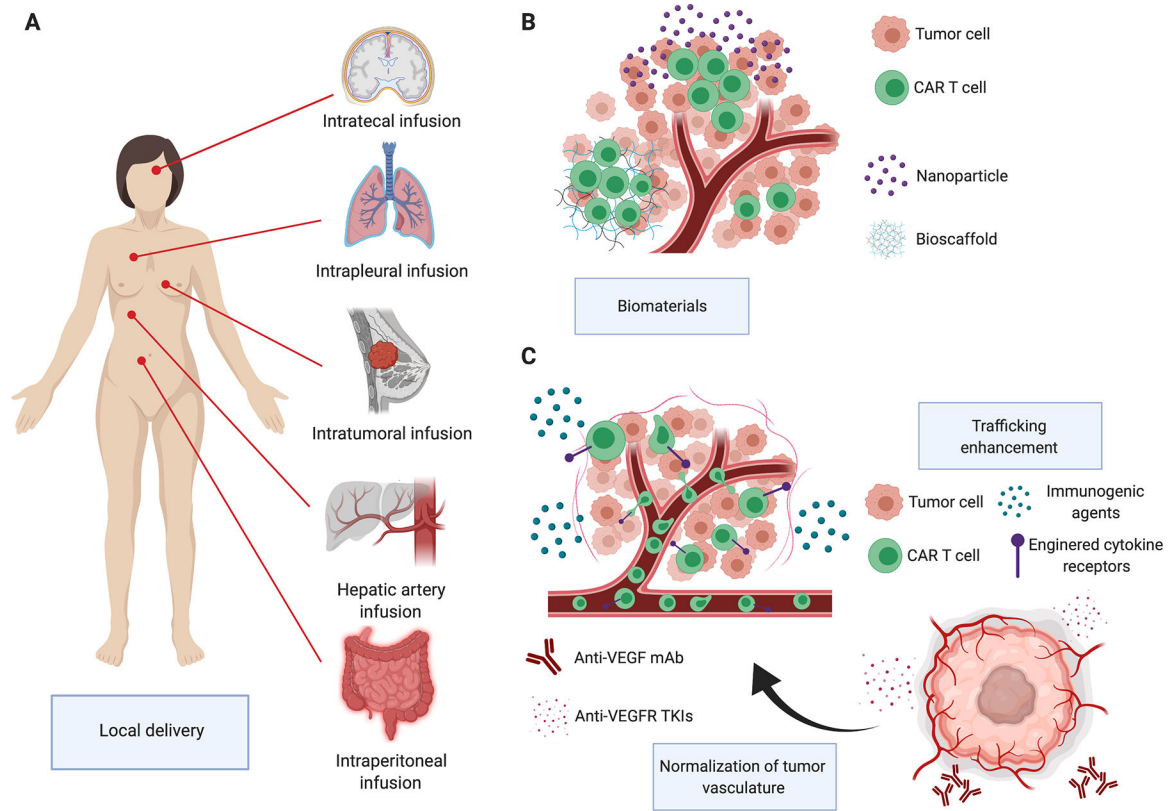 A
Intratecal infusion
Intrapleural infusion
Intratumoral infusion
Hepatic artery
infusion
Intraperitoneal
infusion
Local delivery
B
Tumor cell
CAR T cell
Nanoparticle
Bioscaffold
Biomaterials
C
Trafficking
enhancement
Tumor cell
Immunogenic
agents
CAR T cell
Enginered cytokine
receptors
Anti-VEGF mAb
Anti-VEGFR TKIs
Normalization of tumor
vasculature